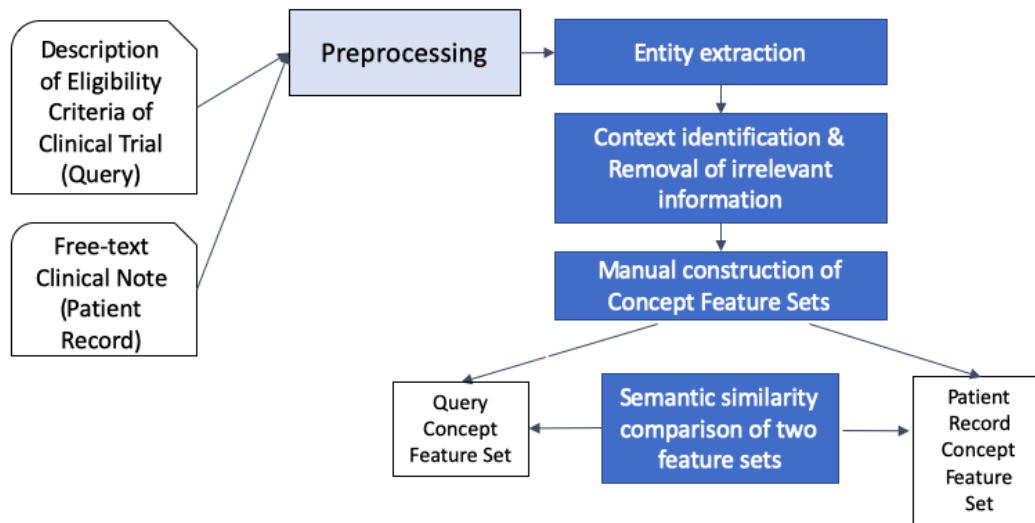 Description
of Eligibility
Criteria of
Clinical Trial
(Query)
Free-text
Clinical Note
(Patient
Record)
Preprocessing
Entity extraction
Context identification &
Removal of irrelevant
information
Manual construction of
Concept Feature Sets
Query
Concept
Feature Set
Semantic similarity
comparison of two
feature sets
Patient
Record
Concept
Feature
Set